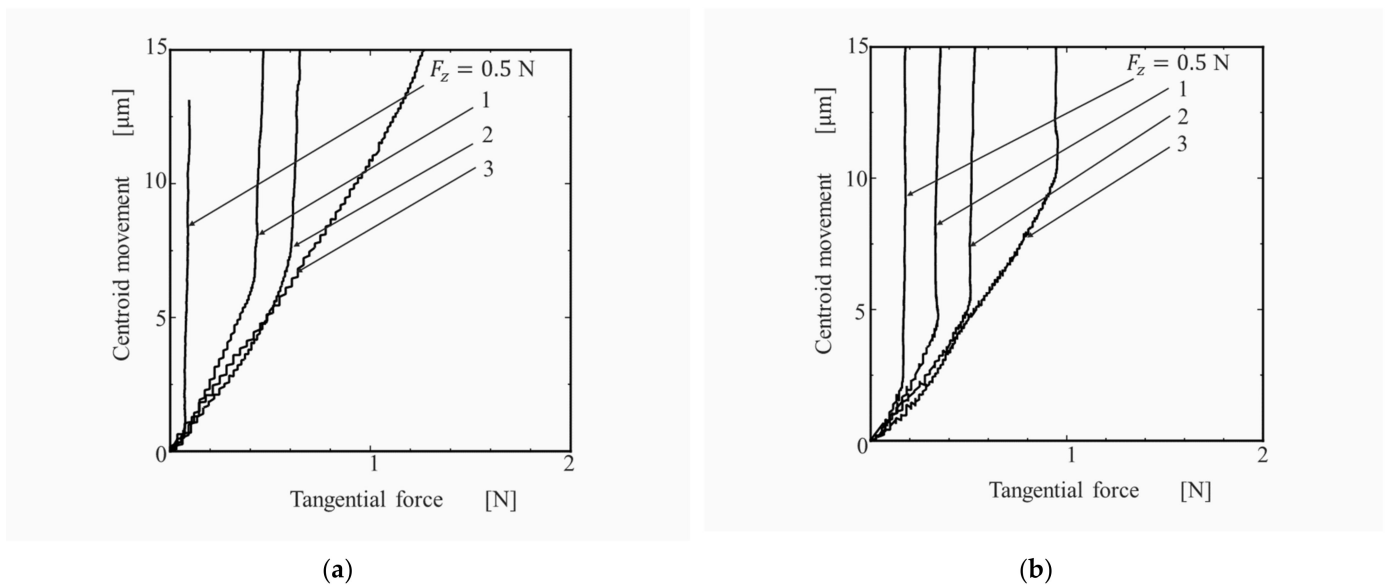 15
10
5
0
1
2
Centroid movement [μm]
Tangential force [N]
F_z = 0.5 N
1
2
3
(a)
15
10
5
0
1
2
Centroid movement [μm]
Tangential force [N]
F_z = 0.5 N
1
2
3
(b)